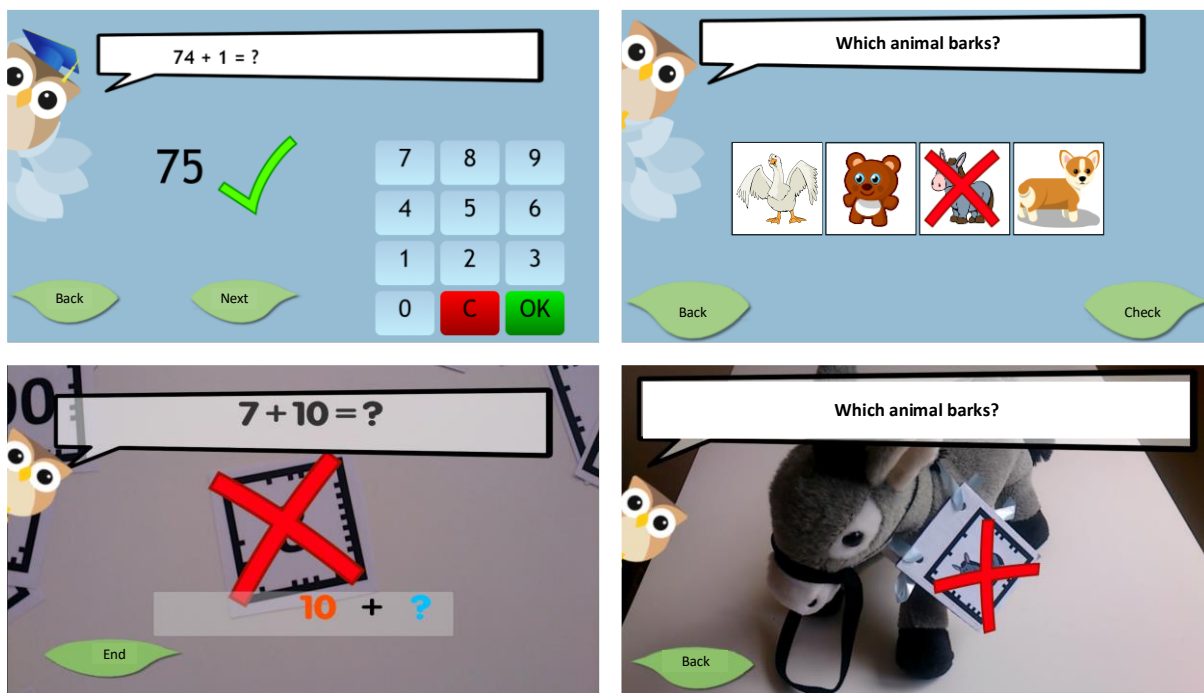 74 + 1 = ?
75
7 8 9
4 5 6
1 2 3
0 C OK
Back
Next
Which animal barks?
Back
Check
7+10=?
10 + ?
End
Which animal barks?
Back